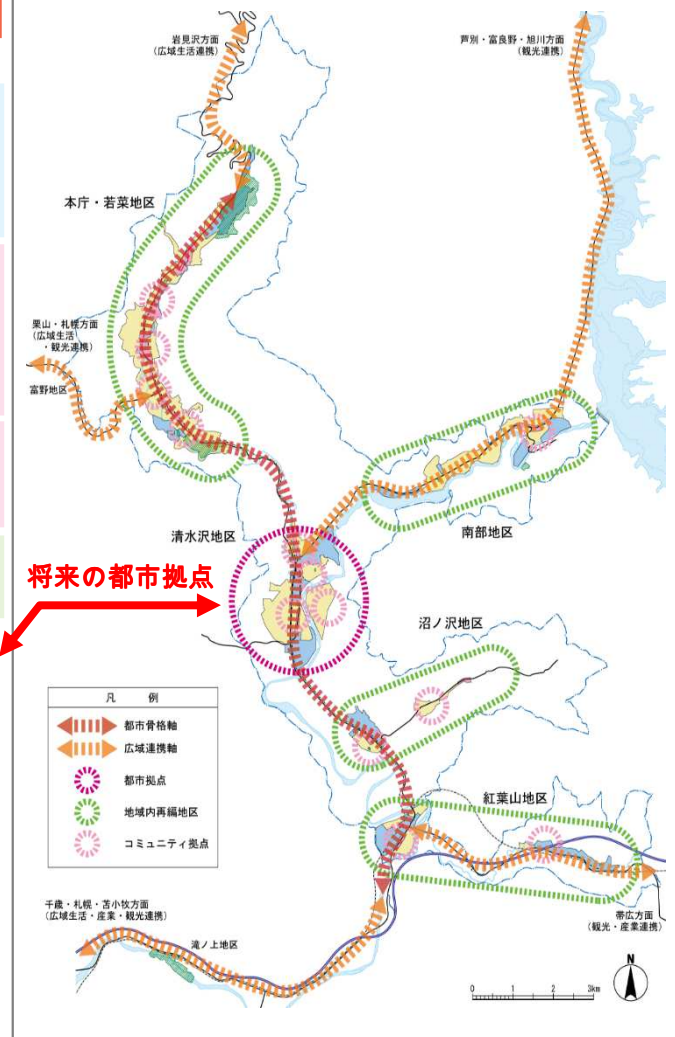 岩見沢方面
(広域生活連携)
芦別・富良野・旭川方面
(観光連携)
本庁・若菜地区
栗山・札幌方面
(広域生活
・観光連携)
富野地区
清水沢地区
南部地区
将来の都市拠点
沼ノ沢地区
凡 例
都市骨格軸
広域連携軸
都市拠点
地域内再編地区
コミュニティ拠点
紅葉山地区
千歳・札幌・苫小牧方面
(広域生活・産業・観光連携)
滝ノ上地区
帯広方面
(観光・産業連携)
N
0 1 2 3km